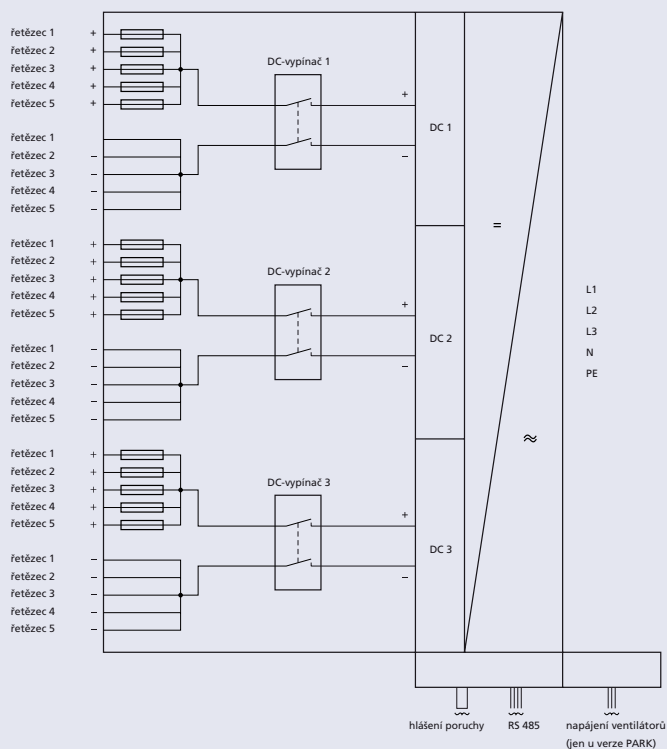 řetězec 1 +
řetězec 2 +
řetězec 3 +
řetězec 4 +
řetězec 5 +
DC-vypínač 1
+
řetězec 1
řetězec 2 –
řetězec 3 –
řetězec 4 –
řetězec 5 –
–
DC 1
=
řetězec 1 +
řetězec 2 +
řetězec 3 +
řetězec 4 +
řetězec 5 +
DC-vypínač 2
+
řetězec 1 –
řetězec 2 –
řetězec 3 –
řetězec 4 –
řetězec 5 –
–
DC 2
L1
L2
L3
N
PE
≈
řetězec 1 +
řetězec 2 +
řetězec 3 +
řetězec 4 +
řetězec 5 +
DC-vypínač 3
+
řetězec 1 –
řetězec 2 –
řetězec 3 –
řetězec 4 –
řetězec 5 –
–
DC 3
hlášení poruchy
RS 485
napájení ventilátorů
(jen u verze PARK)